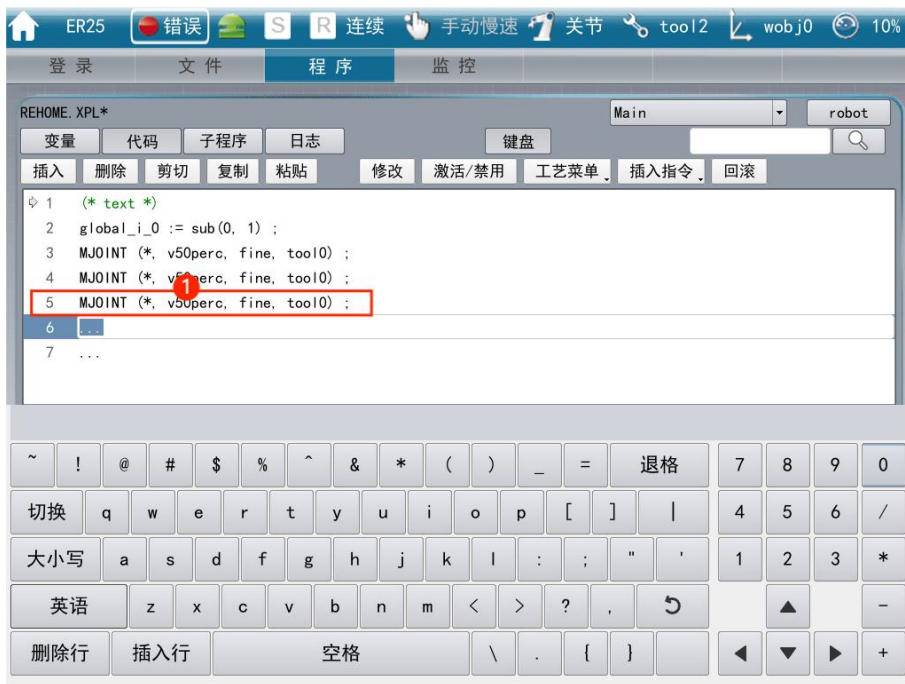 ER25 错误 S R 连续 手动慢速 关节 tool2 wobj0 10%
登录 文件 程序 监控
REHOME.XPL* Main robot
变量 代码 子程序 日志 键盘
插入 删除 剪切 复制 粘贴 修改 激活/禁用 工艺菜单 插入指令 回滚
1 (* text *)
2 global_i_0 := sub(0, 1) ;
3 MJOINT (*, v50perc, fine, tool0) ;
4 MJOINT (*, v50perc, fine, tool0) ;
1
5 MJOINT (*, v50perc, fine, tool0) ;
6 ...
7 ...
~ ! @ # $ % ^ & * ( ) _ = 退格 7 8 9 0
切换 q w e r t y u i o p [ ] | 4 5 6 /
大小写 a s d f g h j k l : ; " ' 1 2 3 *
英语 z x c v b n m < > ? , -
删除行 插入行 空格 \ . { } +